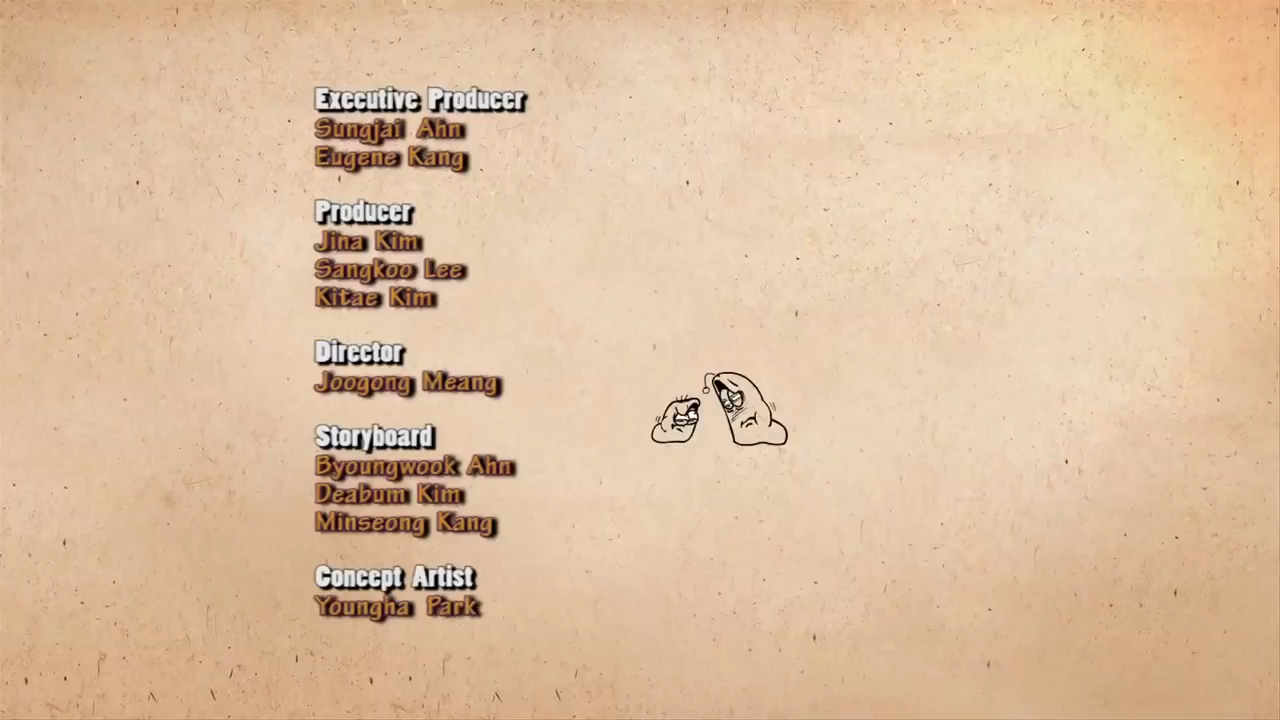 Executive Producer
Sungjai Ahn
Eugene Kang
Producer
Jina Kim
Sangkoo Lee
Kitae Kim
Director
Joogong Meang
Storyboard
Byoungwook Ahn
Deabum Kim
Minseong Kang
Concept Artist
Youngha Park